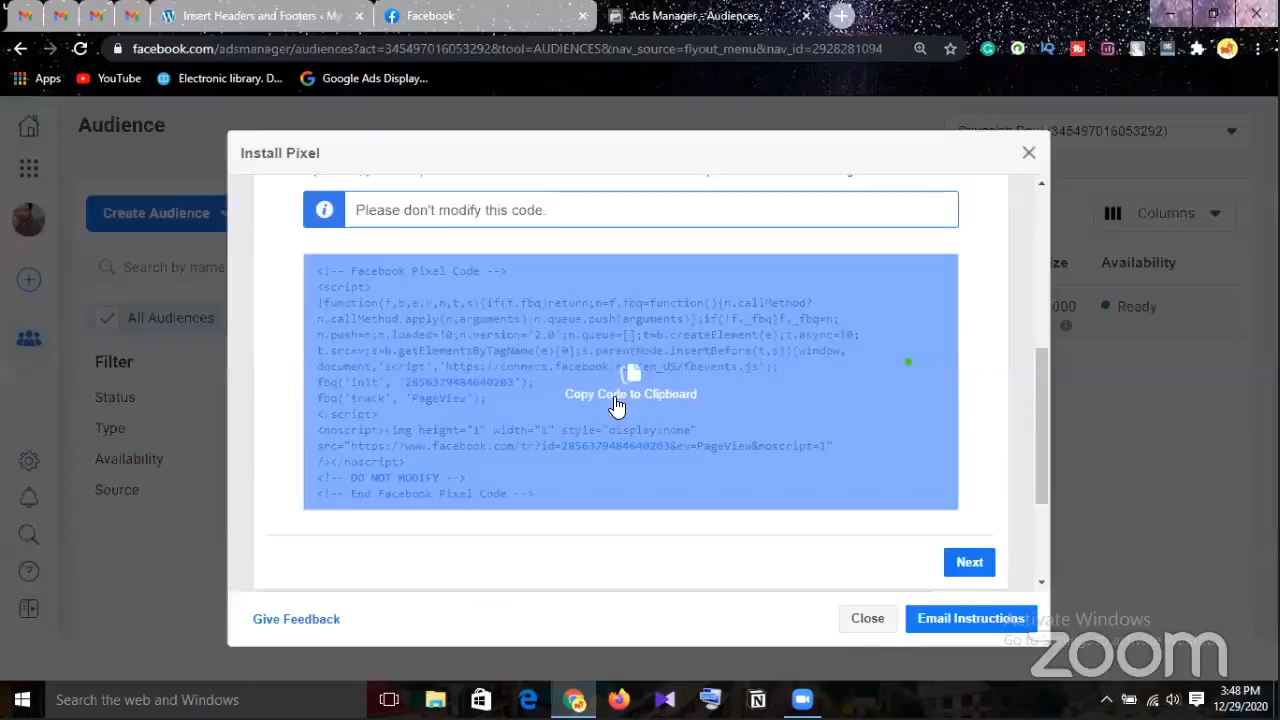 Insert Headers and Footers ‹ M
Facebook
Ads Manager - Audiences
facebook.com/adsmanager/audiences?act=345497016053292&tool=AUDIENCES&nav_source=flyout_menu&nav_id=2928281094
Apps
YouTube
Electronic library. D...
Google Ads Display...
Audience
(345497016053292)
Install Pixel
Create Audience
Columns
Please don't modify this code.
Search by name
Availability
All Audiences
Ready
000
<!-- Facebook Pixel Code -->
<script>
!function(f,b,e,v,n,t,s){if(f.fbq)return;n=f.fbq=function(){n.callMethod?
n.callMethod.apply(n,arguments):n.queue.push(arguments)};if(!f._fbq)f._fbq=n;
n.push=n;n.loaded=!0;n.version='2.0';n.queue=[];t=b.createElement(e);t.async=!0;
t.src=v;s=b.getElementsByTagName(e)[0];s.parentNode.insertBefore(t,s)}(window,
document,'script','https://connect.facebook.n en_US/fbevents.js');
fbq('init', '2856379484640203');
fbq('track', 'PageView');
</script>
<noscript><img height="1" width="1" style="display:none"
src="https://www.facebook.com/tr?id=2856379484640203&ev=PageView&noscript=1"
/></noscript>
<!-- DO NOT MODIFY -->
<!-- End Facebook Pixel Code -->
Copy Code to Clipboard
Filter
Status
Type
Availability
Source
Next
Give Feedback
Close
Email Instructions
Activate Windows
zoom
Search the web and Windows
3:48 PM
12/29/2020